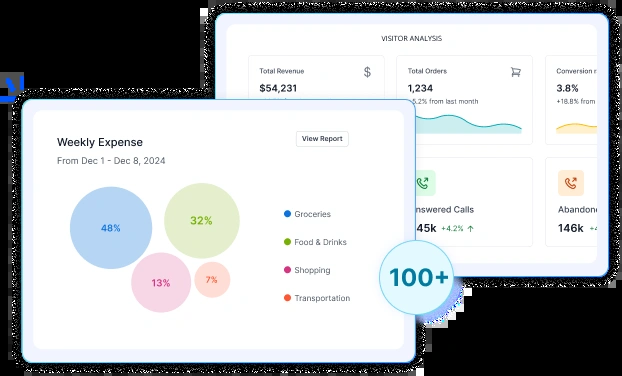 VISITOR ANALYSIS
Total Revenue
$
$54,231
Total Orders
1,234
5.2% from last month
Conversion
3.8%
+18.8% from
Weekly Expense
From Dec 1 - Dec 8, 2024
View Report
48%
32%
13%
7%
Groceries
Food & Drinks
Shopping
Transportation
nswered Calls
45k +4.2% ↑
Abandon
146k
100+